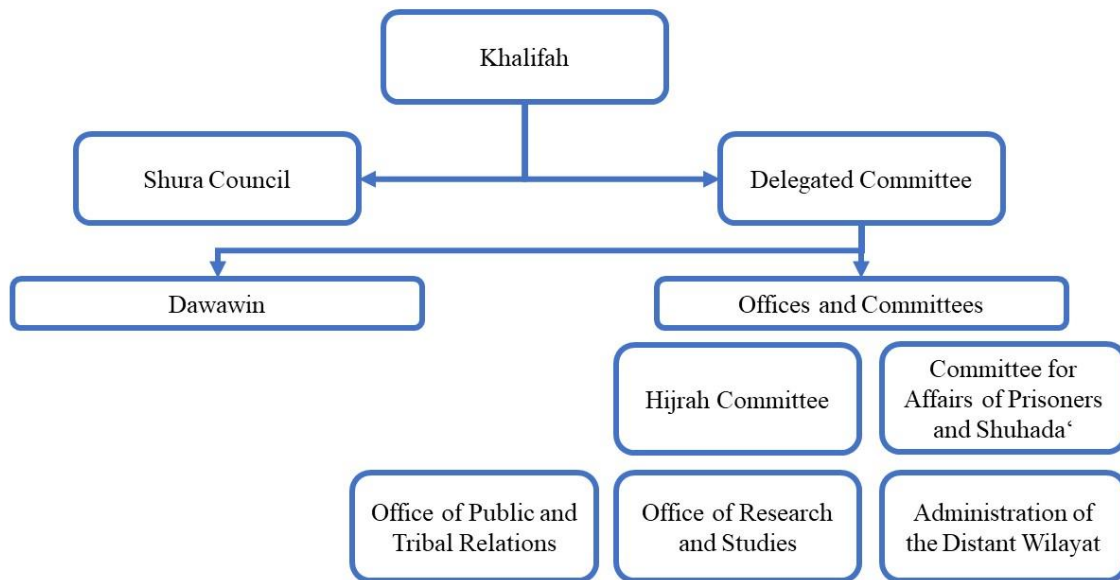 Khalifah
Shura Council
Delegated Committee
Dawawin
Offices and Committees
Hijrah Committee
Committee for
Affairs of Prisoners
and Shuhada‘
Office of Public and
Tribal Relations
Office of Research
and Studies
Administration of
the Distant Wilayat